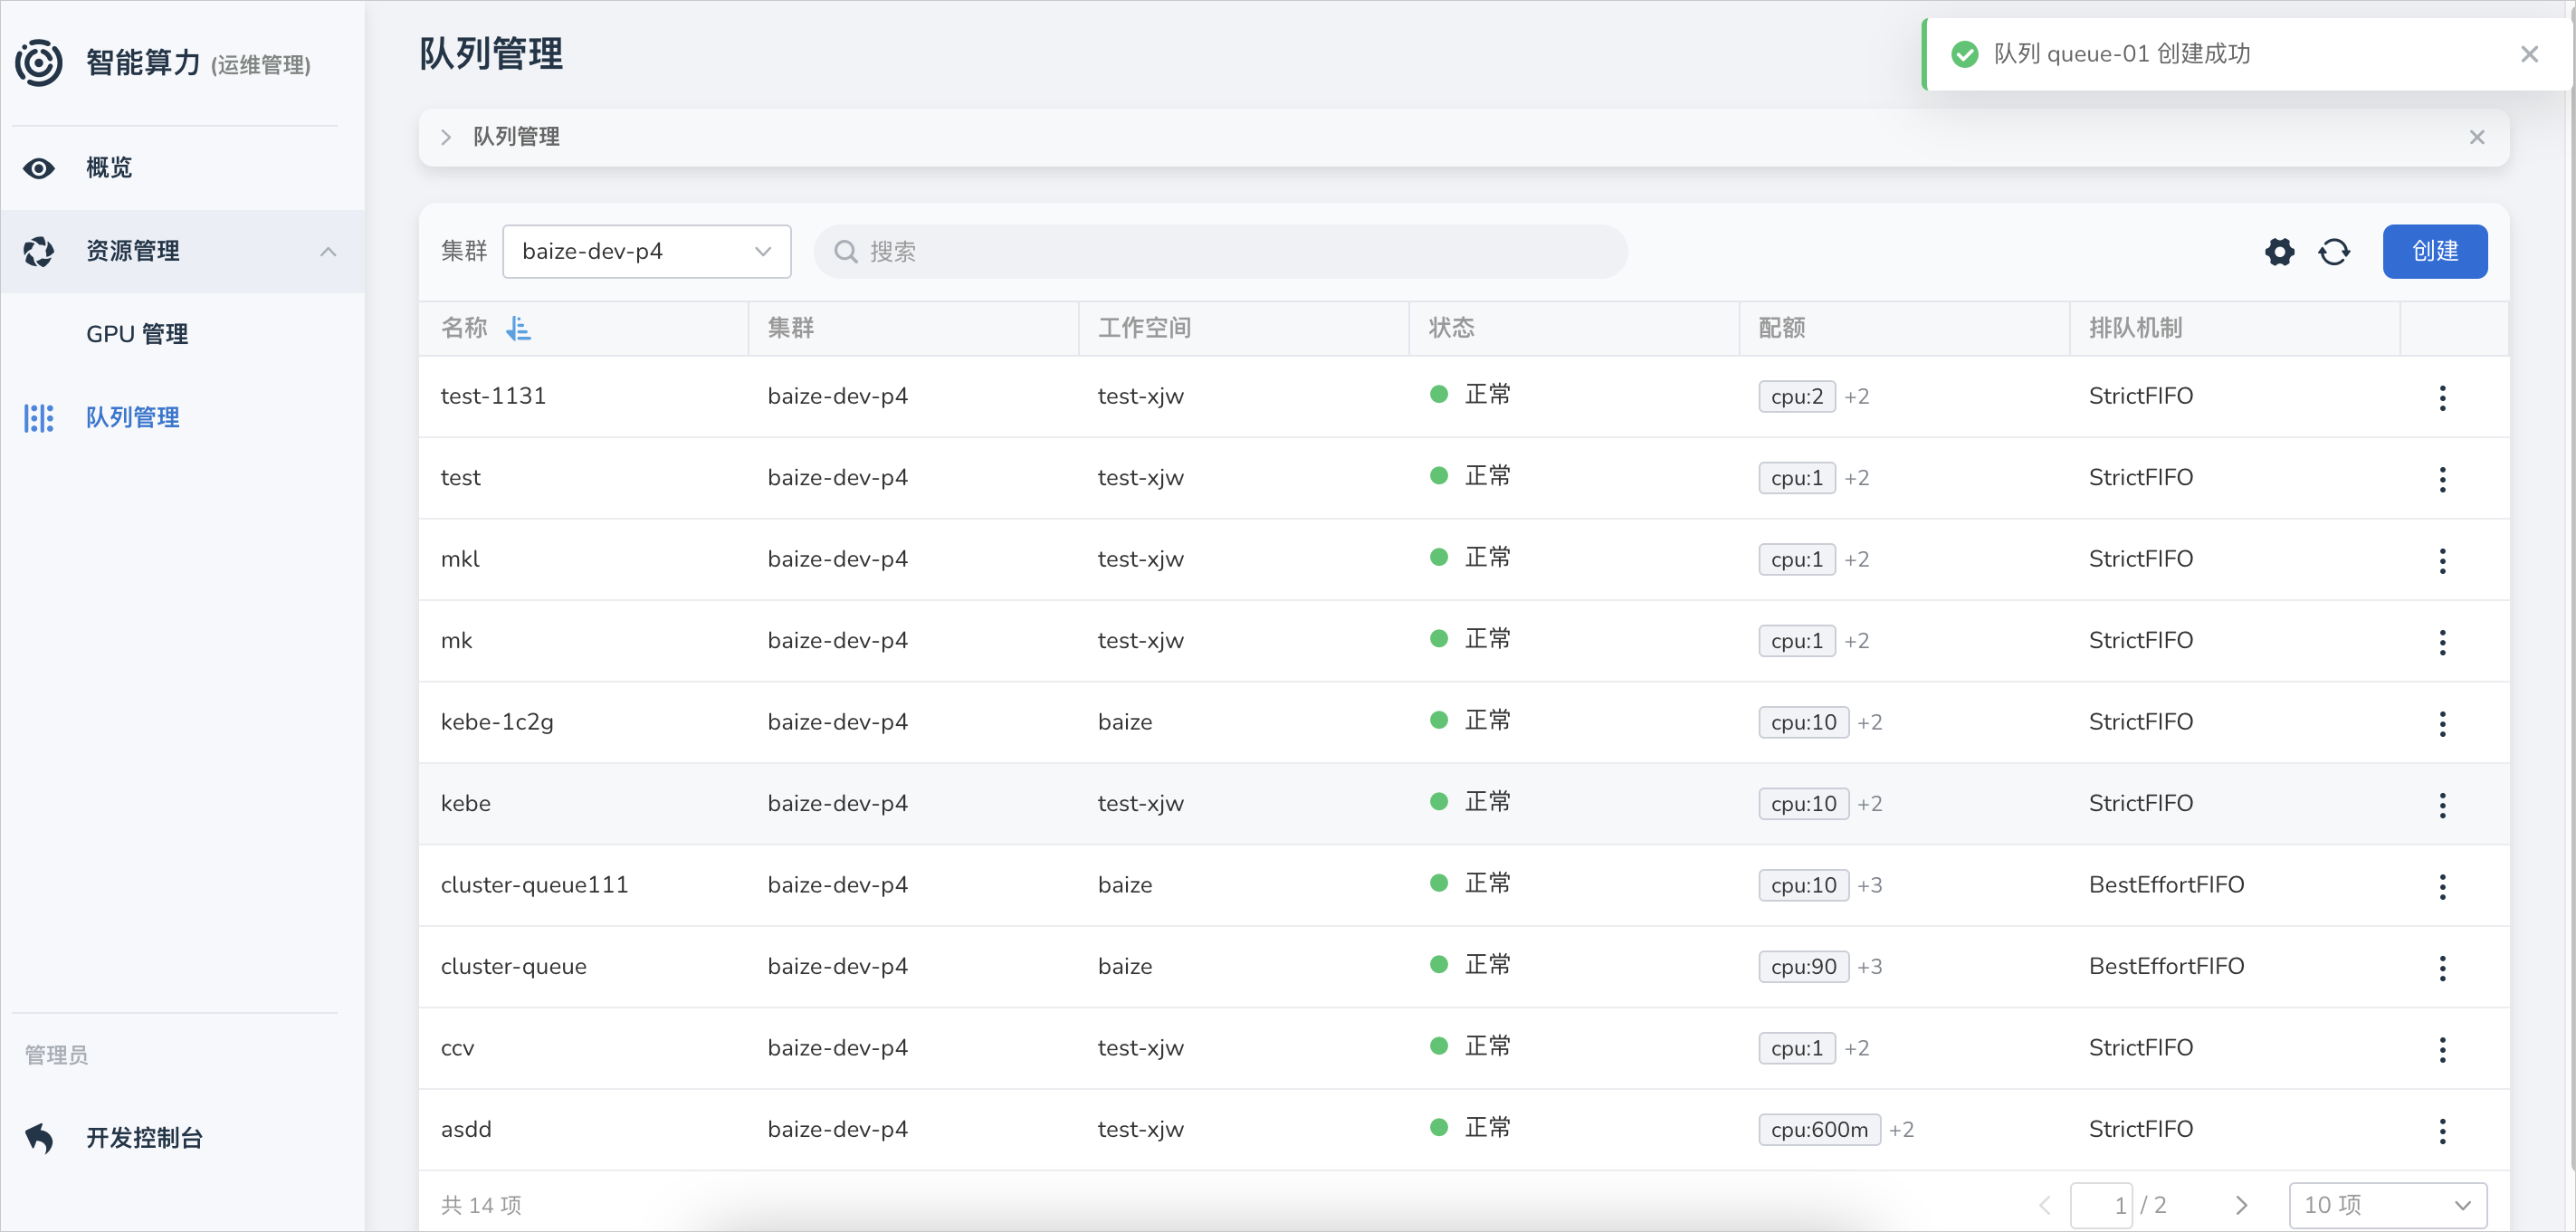 智能算力 (运维管理)
概览
资源管理
GPU 管理
队列管理
管理员
开发控制台
队列管理
队列 queue-01 创建成功
队列管理
集群 baize-dev-p4 搜索 创建
名称 集群 工作空间 状态 配额 排队机制
test-1131 baize-dev-p4 test-xjw 正常 cpu:2 +2 StrictFIFO
test baize-dev-p4 test-xjw 正常 cpu:1 +2 StrictFIFO
mkl baize-dev-p4 test-xjw 正常 cpu:1 +2 StrictFIFO
mk baize-dev-p4 test-xjw 正常 cpu:1 +2 StrictFIFO
kebe-1c2g baize-dev-p4 baize 正常 cpu:10 +2 StrictFIFO
kebe baize-dev-p4 test-xjw 正常 cpu:10 +2 StrictFIFO
cluster-queue111 baize-dev-p4 baize 正常 cpu:10 +3 BestEffortFIFO
cluster-queue baize-dev-p4 baize 正常 cpu:90 +3 BestEffortFIFO
ccv baize-dev-p4 test-xjw 正常 cpu:1 +2 StrictFIFO
asdd baize-dev-p4 test-xjw 正常 cpu:600m +2 StrictFIFO
共 14 项 1 / 2 10 项